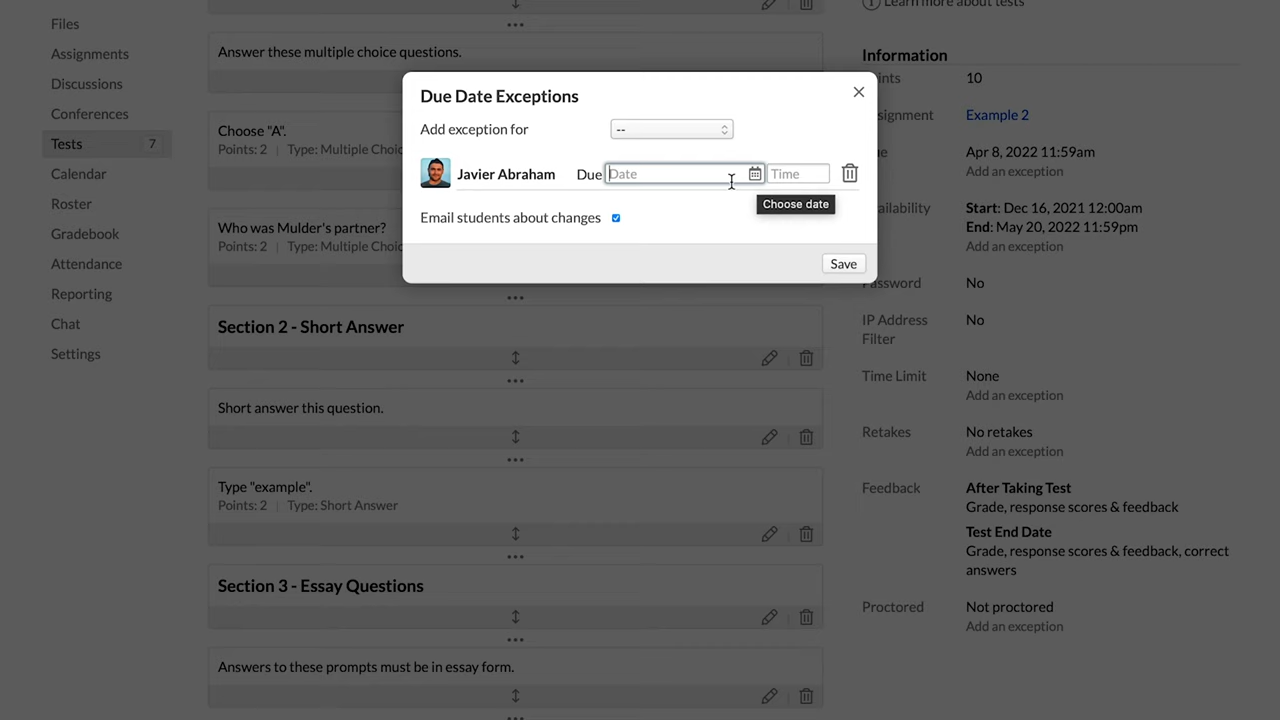 Files
Assignments
Discussions
Conferences
Tests 7
Calendar
Roster
Gradebook
Attendance
Reporting
Chat
Settings
Answer these multiple choice questions.
Choose "A".
Points: 2 | Type: Multiple Choic
Who was Mulder's partner?
Points: 2 | Type: Multiple Choic
Section 2 - Short Answer
Short answer this question.
Type "example".
Points: 2 | Type: Short Answer
Section 3 - Essay Questions
Answers to these prompts must be in essay form.
Due Date Exceptions
Add exception for --
Javier Abraham Due Date Time
Choose date
Email students about changes
Save
Learn more about tests
Information
ints 10
signment Example 2
e Apr 8, 2022 11:59am
Add an exception
ailability Start: Dec 16, 2021 12:00am
End: May 20, 2022 11:59pm
Add an exception
assword No
IP Address No
Filter
Time Limit None
Add an exception
Retakes No retakes
Add an exception
Feedback After Taking Test
Grade, response scores & feedback
Test End Date
Grade, response scores & feedback, correct
answers
Proctored Not proctored
Add an exception